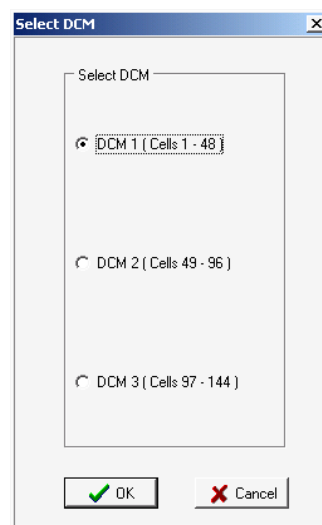 Select DCM
Select DCM
DCM 1 ( Cells 1 - 48 )
DCM 2 ( Cells 49 - 96 )
DCM 3 ( Cells 97 - 144 )
OK Cancel